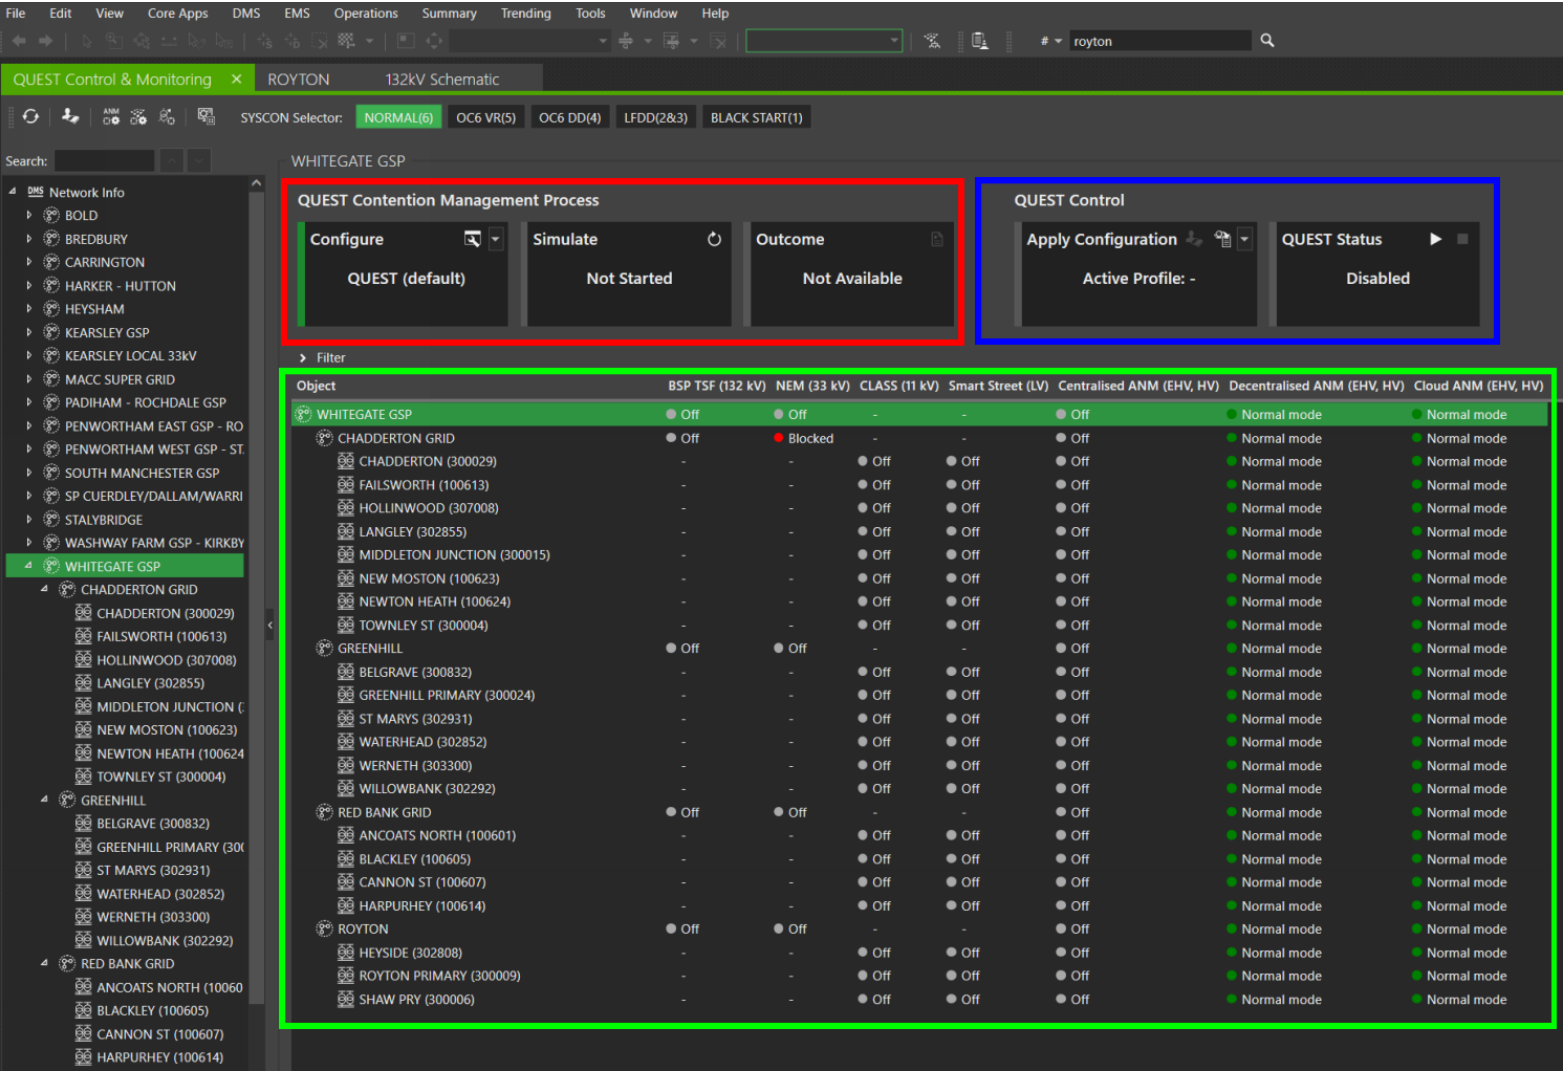 File Edit View Core Apps DMS EMS Operations Summary Trending Tools Window Help
# royton
QUEST Control & Monitoring × ROYTON 132kV Schematic
ANM SYSCON Selector: NORMAL(6) OC6 VR(5) OC6 DD(4) LFDD(2&3) BLACK START(1)
Search:
DMS Network Info
BOLD
BREDBURY
CARRINGTON
HARKER - HUTTON
HEYSHAM
KEARSLEY GSP
KEARSLEY LOCAL 33kV
MACC SUPER GRID
PADIHAM - ROCHDALE GSP
PENWORTHAM EAST GSP - RO
PENWORTHAM WEST GSP - ST.
SOUTH MANCHESTER GSP
SP CUERDLEY/DALLAM/WARRI
STALYBRIDGE
WASHWAY FARM GSP - KIRKBY
WHITEGATE GSP
CHADDERTON GRID
CHADDERTON (300029)
FAILSWORTH (100613)
HOLLINWOOD (307008)
LANGLEY (302855)
MIDDLETON JUNCTION (
NEW MOSTON (100623)
NEWTON HEATH (100624
TOWNLEY ST (300004)
GREENHILL
BELGRAVE (300832)
GREENHILL PRIMARY (300
ST MARYS (302931)
WATERHEAD (302852)
WERNETH (303300)
WILLOWBANK (302292)
RED BANK GRID
ANCOATS NORTH (10060
BLACKLEY (100605)
CANNON ST (100607)
HARPURHEY (100614)
WHITEGATE GSP
QUEST Contention Management Process
Configure
QUEST (default)
Simulate
Not Started
Outcome
Not Available
QUEST Control
Apply Configuration
Active Profile: -
QUEST Status
Disabled
Filter
Object BSP TSF (132 kV) NEM (33 kV) CLASS (11 kV) Smart Street (LV) Centralised ANM (EHV, HV) Decentralised ANM (EHV, HV) Cloud ANM (EHV, HV)
WHITEGATE GSP Off Off - - Off Normal mode Normal mode
CHADDERTON GRID Off Blocked - - Off Normal mode Normal mode
CHADDERTON (300029) - - Off Off Off Normal mode Normal mode
FAILSWORTH (100613) - - Off Off Off Normal mode Normal mode
HOLLINWOOD (307008) - - Off Off Off Normal mode Normal mode
LANGLEY (302855) - - Off Off Off Normal mode Normal mode
MIDDLETON JUNCTION (300015) - - Off Off Off Normal mode Normal mode
NEW MOSTON (100623) - - Off Off Off Normal mode Normal mode
NEWTON HEATH (100624) - - Off Off Off Normal mode Normal mode
TOWNLEY ST (300004) - - Off Off Off Normal mode Normal mode
GREENHILL Off Off - - Off Normal mode Normal mode
BELGRAVE (300832) - - Off Off Off Normal mode Normal mode
GREENHILL PRIMARY (300024) - - Off Off Off Normal mode Normal mode
ST MARYS (302931) - - Off Off Off Normal mode Normal mode
WATERHEAD (302852) - - Off Off Off Normal mode Normal mode
WERNETH (303300) - - Off Off Off Normal mode Normal mode
WILLOWBANK (302292) - - Off Off Off Normal mode Normal mode
RED BANK GRID Off Off - - Off Normal mode Normal mode
ANCOATS NORTH (100601) - - Off Off Off Normal mode Normal mode
BLACKLEY (100605) - - Off Off Off Normal mode Normal mode
CANNON ST (100607) - - Off Off Off Normal mode Normal mode
HARPURHEY (100614) - - Off Off Off Normal mode Normal mode
ROYTON Off Off - - Off Normal mode Normal mode
HEYSIDE (302808) - - Off Off Off Normal mode Normal mode
ROYTON PRIMARY (300009) - - Off Off Off Normal mode Normal mode
SHAW PRY (300006) - - Off Off Off Normal mode Normal mode